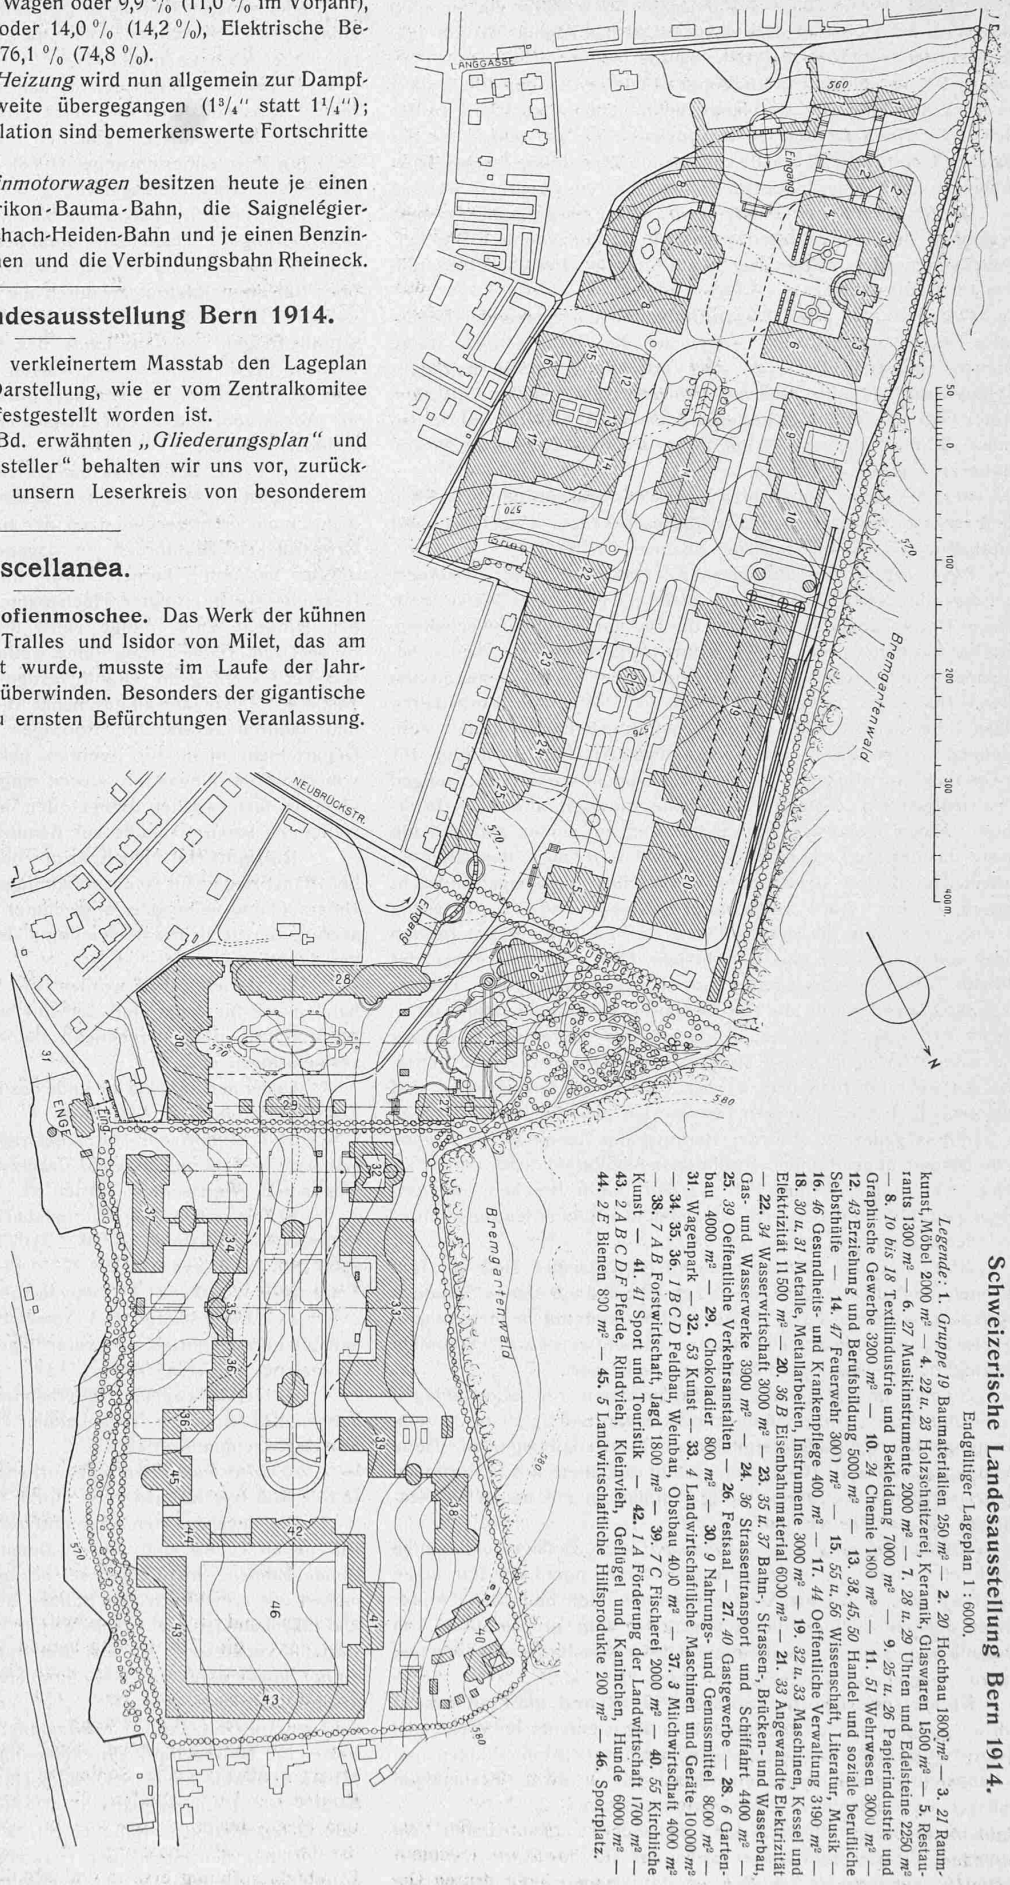 Wagen oder 9,9 % (11,0 % im Vorjahr),
oder 14,0 % (14,2 %), Elektrische Be-
76,1 % (74,8 %).
Heizung wird nun allgemein zur Dampf-
weite übergegangen (1³/₄" statt 1¹/₄");
lation sind bemerkenswerte Fortschritte
inmotorwagen besitzen heute je einen
rikon-Bauma-Bahn, die Saignelégier-
hach-Heiden-Bahn und je einen Benzin-
en und die Verbindungsbahn Rheineck.
desausstellung Bern 1914.
verkleinertem Masstab den Lageplan
Darstellung, wie er vom Zentralkomitee
festgestellt worden ist.
Bd. erwähnten „Gliederungsplan" und
steller" behalten wir uns vor, zurück-
unsern Leserkreis von besonderem
scellanea.
ofienmoschee. Das Werk der kühnen
Tralles und Isidor von Milet, das am
t wurde, musste im Laufe der Jahr-
überwinden. Besonders der gigantische
u ernsten Befürchtungen Veranlassung.
LANGGASSE
Eingang
560
570
Bremgartenwald
50 0 100 200 300 400 m.
NEUBRÜCKSTR.
Eingang
N
580
ENGE
Eing.
Bremgartenwald
Schweizerische Landesausstellung Bern 1914.
Endgültiger Lageplan 1 : 6000.
Legende: 1. Gruppe 19 Baumaterialien 250 m² — 2. 20 Hochbau 1800 m² — 3. 21 Raum-
kunst, Möbel 2000 m² — 4. 22 u. 23 Holzschnitzerei, Keramik, Glaswaren 1500 m² — 5. Restau-
rants 1300 m² — 6. 27 Musikinstrumente 2000 m² — 7. 28 u. 29 Uhren und Edelsteine 2250 m²
— 8. 10 bis 18 Textilindustrie und Bekleidung 7000 m² — 9. 25 u. 26 Papierindustrie und
Graphische Gewerbe 3200 m² — 10. 24 Chemie 1800 m² — 11. 51 Wehrwesen 3000 m² —
12. 43 Erziehung und Berufsbildung 5000 m² — 13. 38, 45, 50 Handel und soziale berufliche
Selbsthülfe — 14. 47 Feuerwehr 300 m² — 15. 55 u. 56 Wissenschaft, Literatur, Musik —
16. 46 Gesundheits- und Krankenpflege 400 m² — 17. 44 Oeffentliche Verwaltung 3190 m² —
18. 30 u. 31 Metalle, Metallarbeiten, Instrumente 3000 m² — 19. 32 u. 33 Maschinen, Kessel und
Elektrizität 11500 m² — 20. 36 B Eisenbahnmaterial 6000 m² — 21. 33 Angewandte Elektrizität
— 22. 34 Wasserwirtschaft 3000 m² — 23. 35 u. 37 Bahn-, Strassen-, Brücken- und Wasserbau,
Gas- und Wasserwerke 3900 m² — 24. 36 Strassentransport und Schiffahrt 4400 m² —
25. 39 Oeffentliche Verkehrsanstalten — 26. Festsaal — 27. 40 Gastgewerbe — 28. 6 Garten-
bau 4000 m² — 29. Chokoladier 800 m² — 30. 9 Nahrungs- und Genussmittel 8000 m² —
31. Wagenpark — 32. 53 Kunst — 33. 4 Landwirtschaftliche Maschinen und Geräte 10000 m²
— 34. 35. 36. 1 B C D Feldbau, Weinbau, Obstbau 4000 m² — 37. 3 Milchwirtschaft 4000 m²
— 38. 7 A B Forstwirtschaft, Jagd 1800 m² — 39. 7 C Fischerei 2000 m² — 40. 55 Kirchliche
Kunst — 41. 41 Sport und Touristik — 42. 1 A Förderung der Landwirtschaft 1700 m² —
43. 2 A B C D F Pferde, Rindvieh, Kleinvieh, Geflügel und Kaninchen, Hunde 6000 m² —
44. 2 E Bienen 800 m² — 45. 5 Landwirtschaftliche Hilfsprodukte 200 m² — 46. Sportplatz.